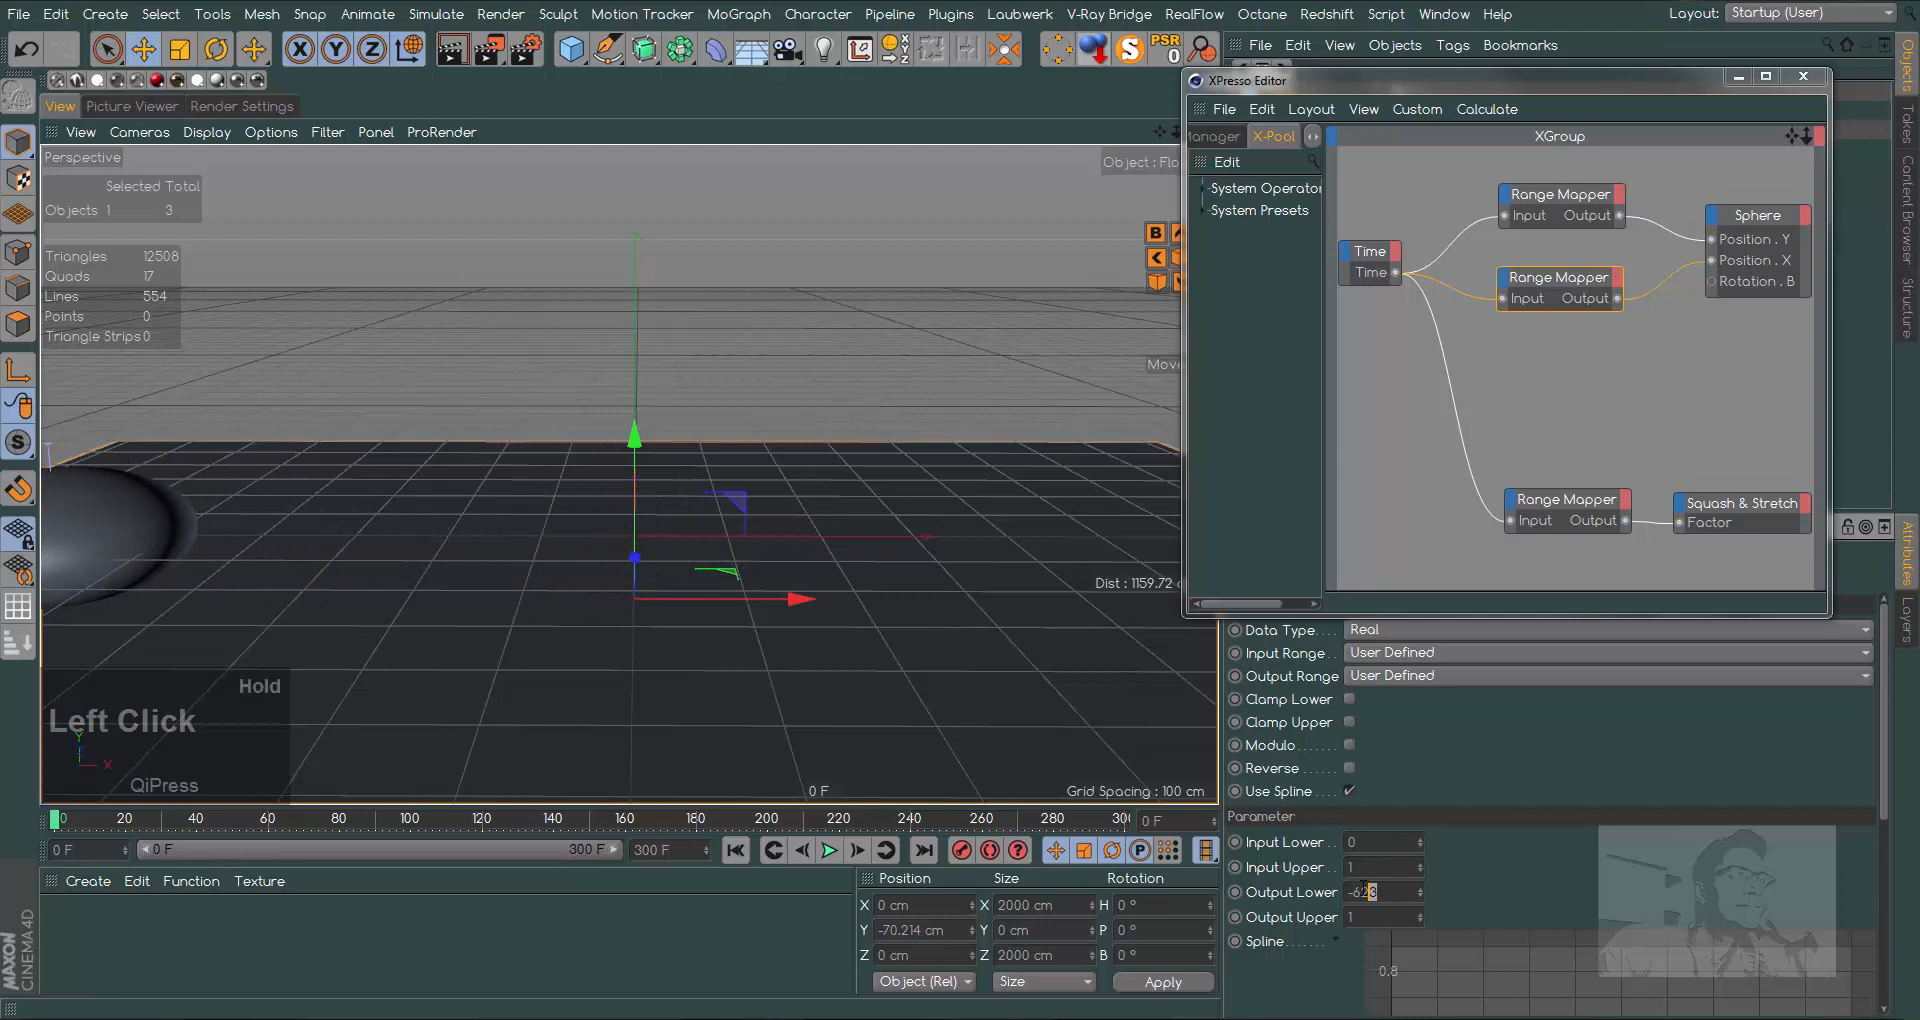 File Edit Create Select Tools Mesh Snap Animate Simulate Render Sculpt Motion Tracker MoGraph Character Pipeline Plugins Laubwerk V-Ray Bridge RealFlow Octane Redshift Script Window Help Layout: Startup (User)
X Y Z S PSR 0
File Edit View Objects Tags Bookmarks
View Picture Viewer Render Settings
View Cameras Display Options Filter Panel ProRender
Perspective
Object : Flo
Selected Total
Objects 1 3
Triangles 12508
Quads 17
Lines 554
Points 0
Triangle Strips 0
B
Move
Dist : 1159.72 c
Hold
Left Click
Y
X
QiPress
0 F
Grid Spacing : 100 cm
XPresso Editor
File Edit Layout View Custom Calculate
Manager X-Pool
XGroup
Edit
System Operato
System Presets
Time
Time
Range Mapper
Input Output
Range Mapper
Input Output
Sphere
Position . Y
Position . X
Rotation . B
Range Mapper
Input Output
Squash & Stretch
Factor
Objects
Takes
Content Browser
Structure
Attributes
Layers
Data Type Real
Input Range User Defined
Output Range User Defined
Clamp Lower
Clamp Upper
Modulo
Reverse
Use Spline
Parameter
Input Lower 0
Input Upper 1
Output Lower -623
Output Upper 1
Spline
0.8
0 20 40 60 80 100 120 140 160 180 200 220 240 260 280 300 0 F
0 F 0 F 300 F 300 F
Create Edit Function Texture
Position Size Rotation
X 0 cm X 2000 cm H 0 °
Y -70.214 cm Y 0 cm P 0 °
Z 0 cm Z 2000 cm B 0 °
Object (Rel) Size Apply
MAXON
CINEMA 4D